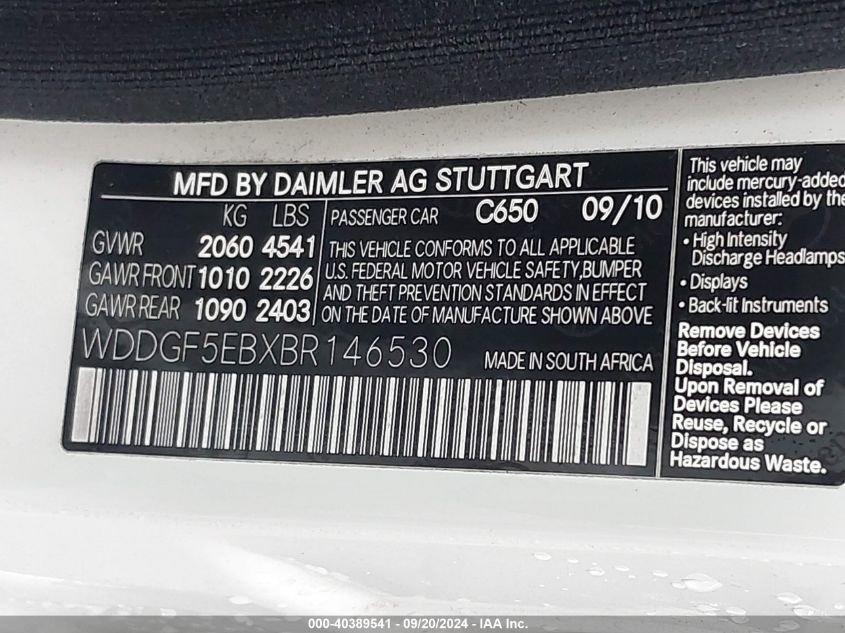 MFD BY DAIMLER AG STUTTGART
KG LBS
GVWR 2060 4541
GAWR FRONT 1010 2226
GAWR REAR 1090 2403
PASSENGER CAR C650 09/10
THIS VEHICLE CONFORMS TO ALL APPLICABLE
U.S. FEDERAL MOTOR VEHICLE SAFETY,BUMPER
AND THEFT PREVENTION STANDARDS IN EFFECT
ON THE DATE OF MANUFACTURE SHOWN ABOVE.
WDDGF5EBXBR146530 MADE IN SOUTH AFRICA
This vehicle may
include mercury-added
devices installed by the
manufacturer:
• High Intensity
Discharge Headlamps
• Displays
• Back-lit Instruments
Remove Devices
Before Vehicle
Disposal.
Upon Removal of
Devices Please
Reuse, Recycle or
Dispose as
Hazardous Waste.
000-40389541 - 09/20/2024 - IAA Inc.